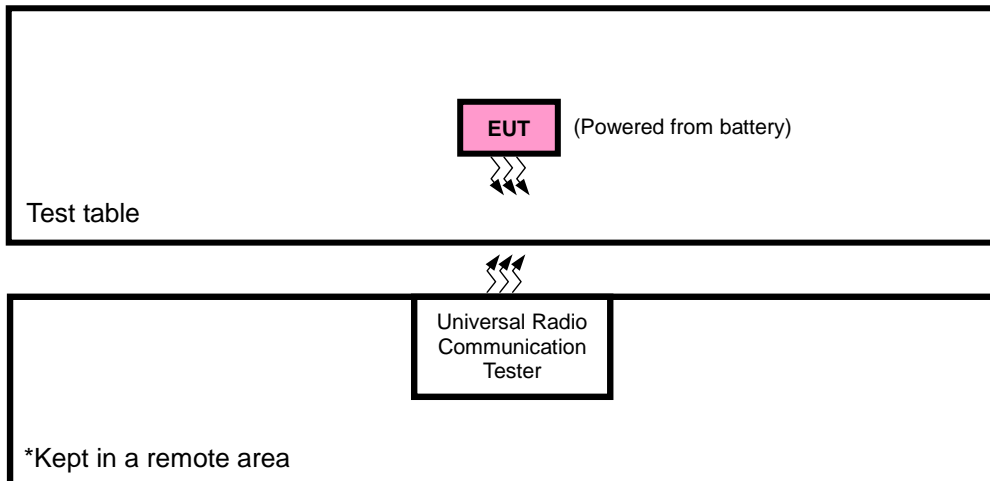 EUT
(Powered from battery)
Test table
Universal Radio
Communication
Tester
*Kept in a remote area